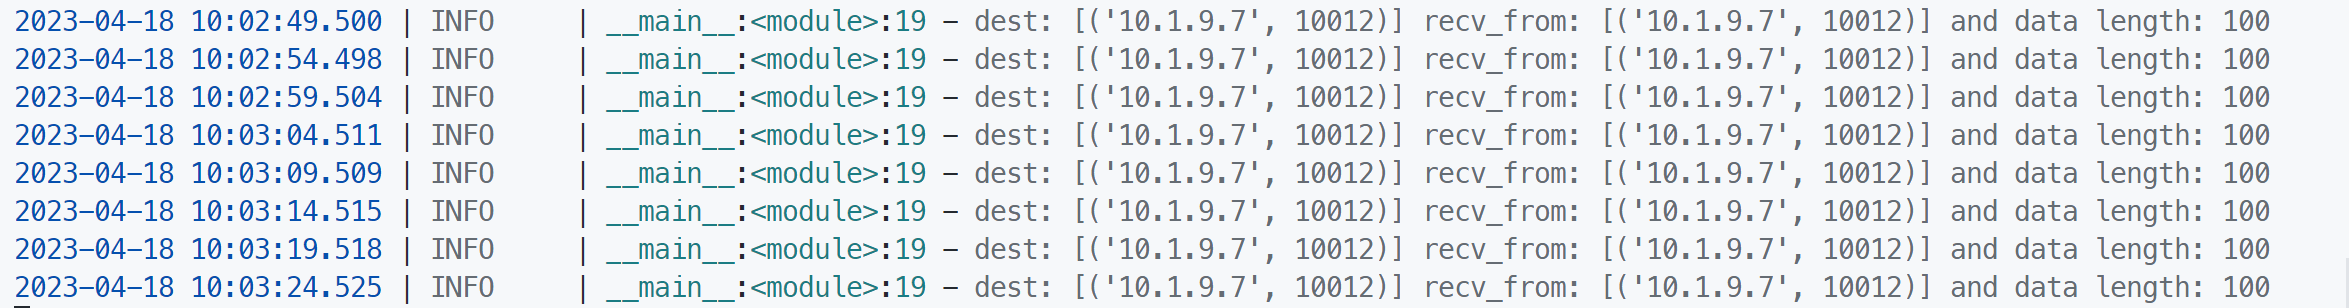 2023-04-18 10:02:49.500 | INFO     | __main__:<module>:19 - dest: [('10.1.9.7', 10012)] recv_from: [('10.1.9.7', 10012)] and data length: 100
2023-04-18 10:02:54.498 | INFO     | __main__:<module>:19 - dest: [('10.1.9.7', 10012)] recv_from: [('10.1.9.7', 10012)] and data length: 100
2023-04-18 10:02:59.504 | INFO     | __main__:<module>:19 - dest: [('10.1.9.7', 10012)] recv_from: [('10.1.9.7', 10012)] and data length: 100
2023-04-18 10:03:04.511 | INFO     | __main__:<module>:19 - dest: [('10.1.9.7', 10012)] recv_from: [('10.1.9.7', 10012)] and data length: 100
2023-04-18 10:03:09.509 | INFO     | __main__:<module>:19 - dest: [('10.1.9.7', 10012)] recv_from: [('10.1.9.7', 10012)] and data length: 100
2023-04-18 10:03:14.515 | INFO     | __main__:<module>:19 - dest: [('10.1.9.7', 10012)] recv_from: [('10.1.9.7', 10012)] and data length: 100
2023-04-18 10:03:19.518 | INFO     | __main__:<module>:19 - dest: [('10.1.9.7', 10012)] recv_from: [('10.1.9.7', 10012)] and data length: 100
2023-04-18 10:03:24.525 | INFO     | __main__:<module>:19 - dest: [('10.1.9.7', 10012)] recv_from: [('10.1.9.7', 10012)] and data length: 100